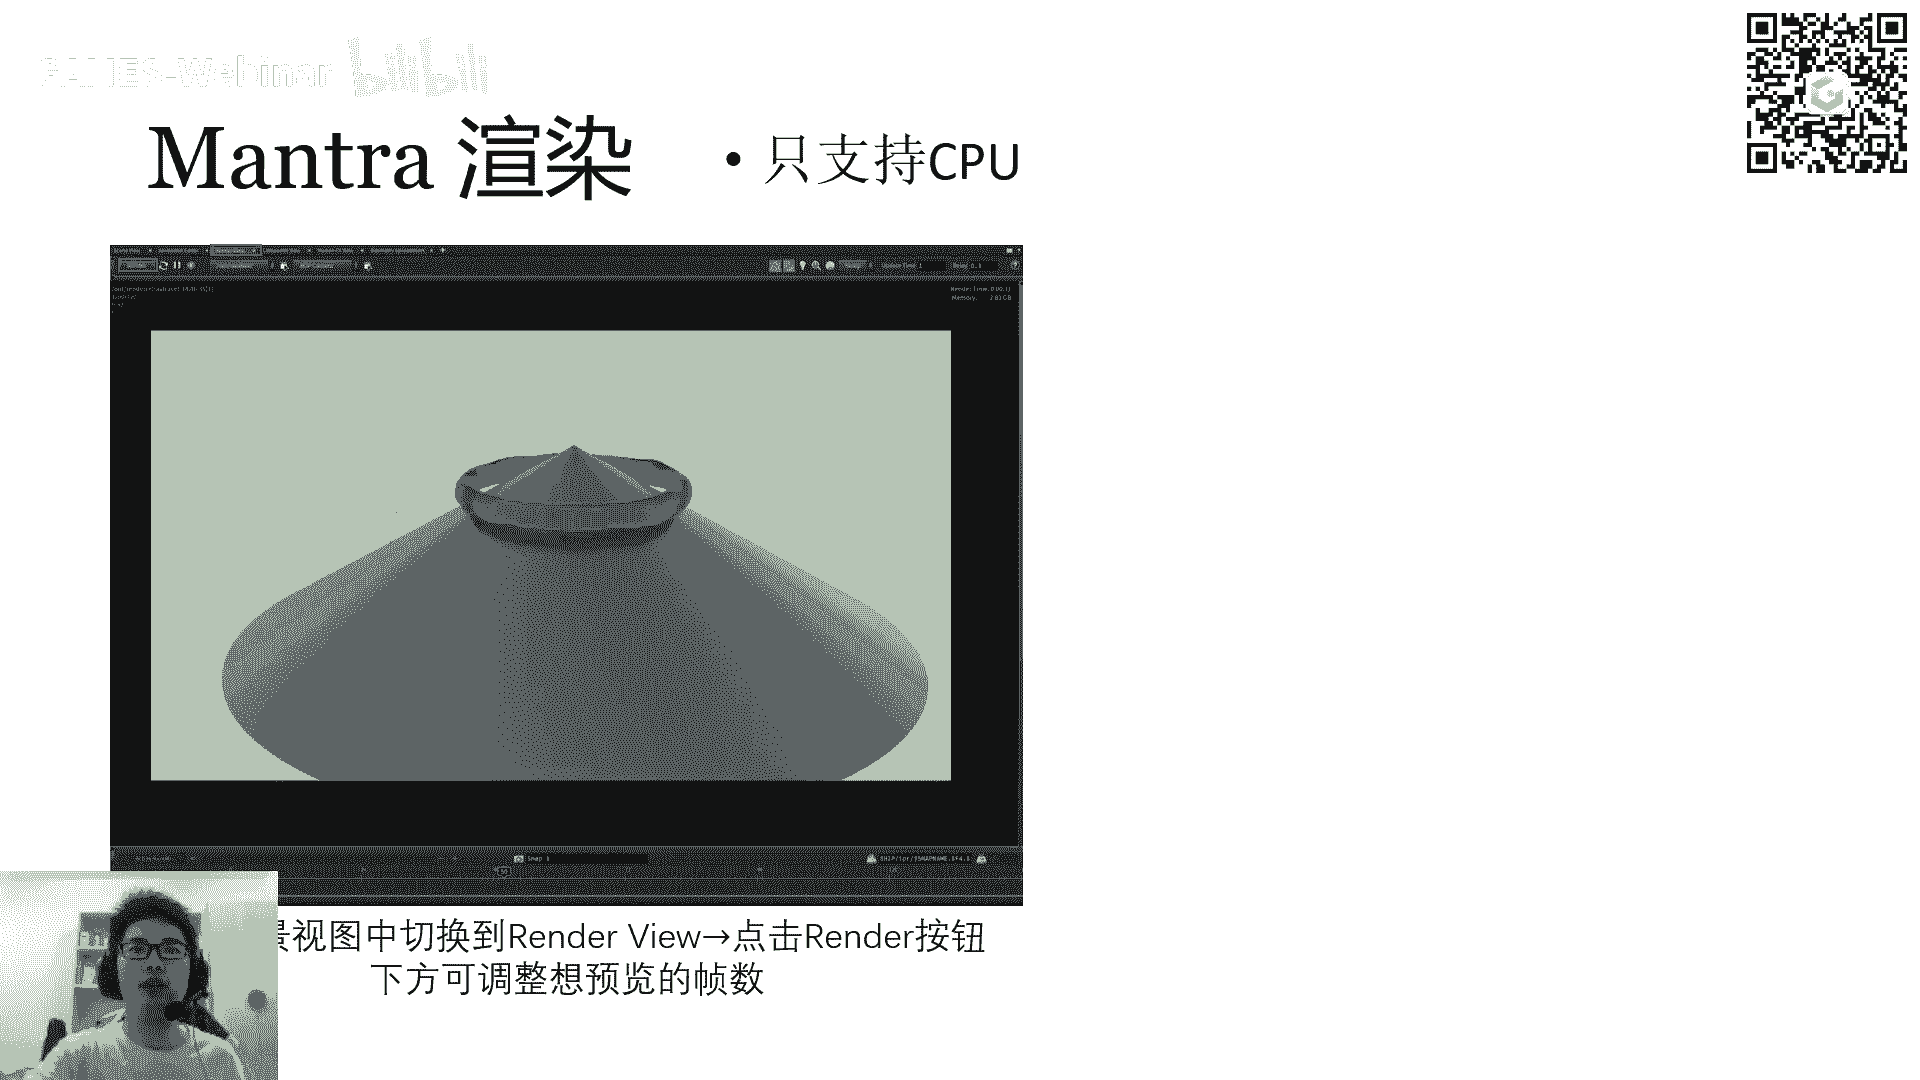 GAMES-Webinar bilibili
Mantra 渲染
• 只支持CPU
Snap 1
景视图中切换到Render View→点击Render按钮
下方可调整想预览的帧数